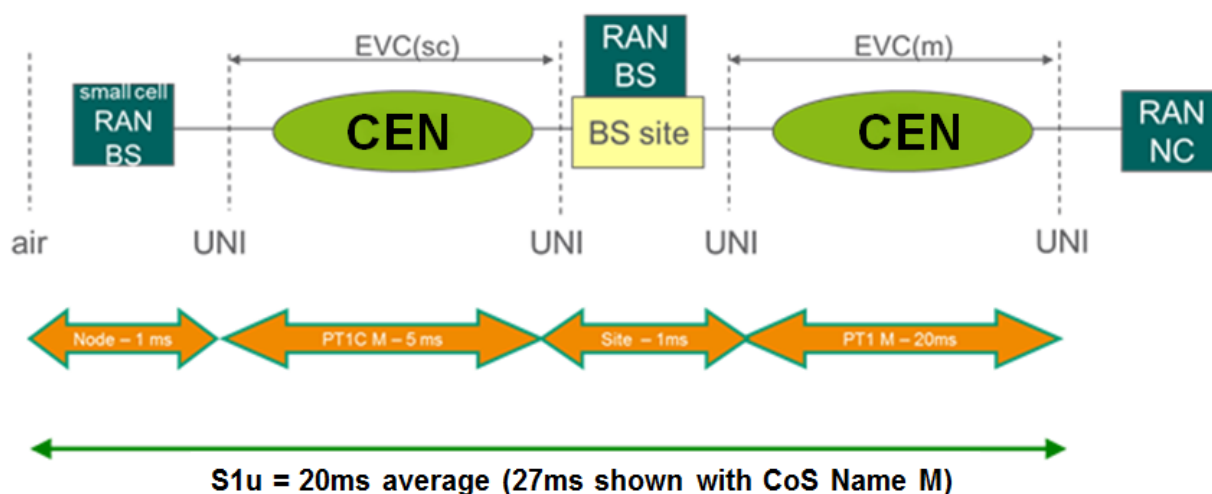 EVC(sc)
RAN
BS
EVC(m)
small cell
RAN
BS
CEN
BS site
CEN
RAN
NC
air
UNI
UNI
UNI
UNI
Node – 1 ms
PT1C M – 5 ms
Site – 1ms
PT1 M – 20ms
S1u = 20ms average (27ms shown with CoS Name M)